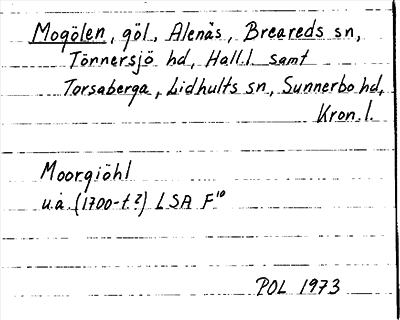 Mogölen, göl, Alenäs, Breareds sn,
Tönnersjö hd, Hall.l. samt
Torsaberga, Lidhults sn, Sunnerbo hd,
Kron.l.
Moorgiöhl
u.å. (1700-t.?) LSA F¹⁰
POL 1973